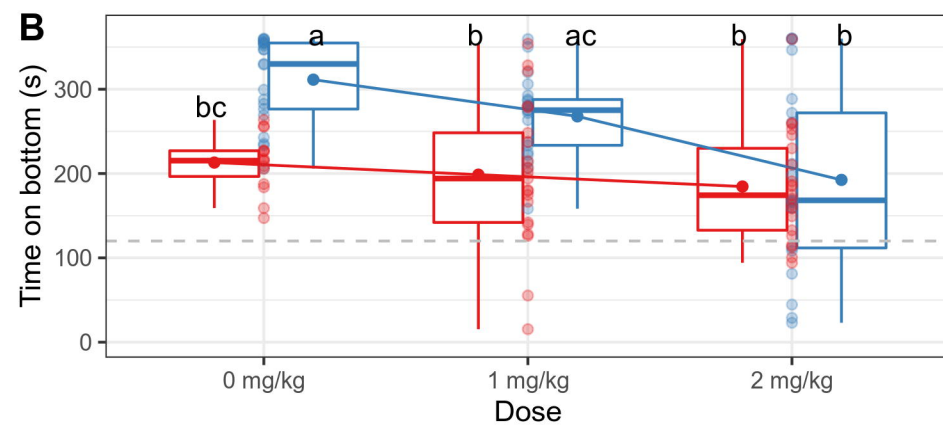 B
a
b
ac
b
b
bc
Time on bottom (s)
300
200
100
0
0 mg/kg
1 mg/kg
2 mg/kg
Dose